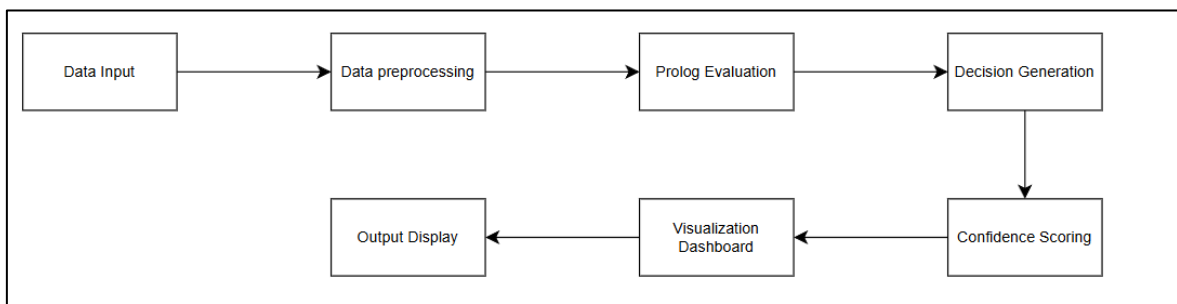 Data Input
Data preprocessing
Prolog Evaluation
Decision Generation
Confidence Scoring
Visualization
Dashboard
Output Display